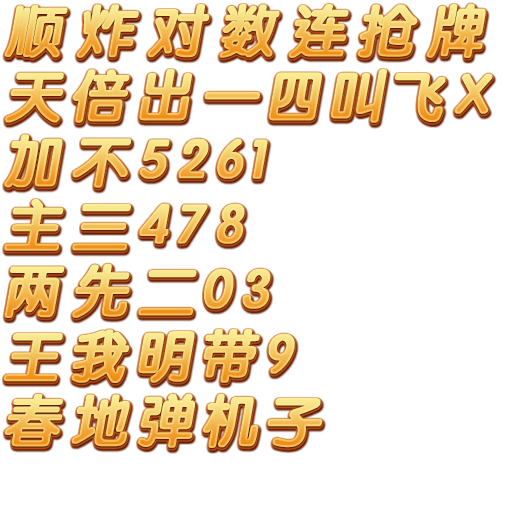 顺炸对数连抢牌
天倍出一四叫飞X
加不5261
主三478
两先二03
王我明带9
春地弹机子